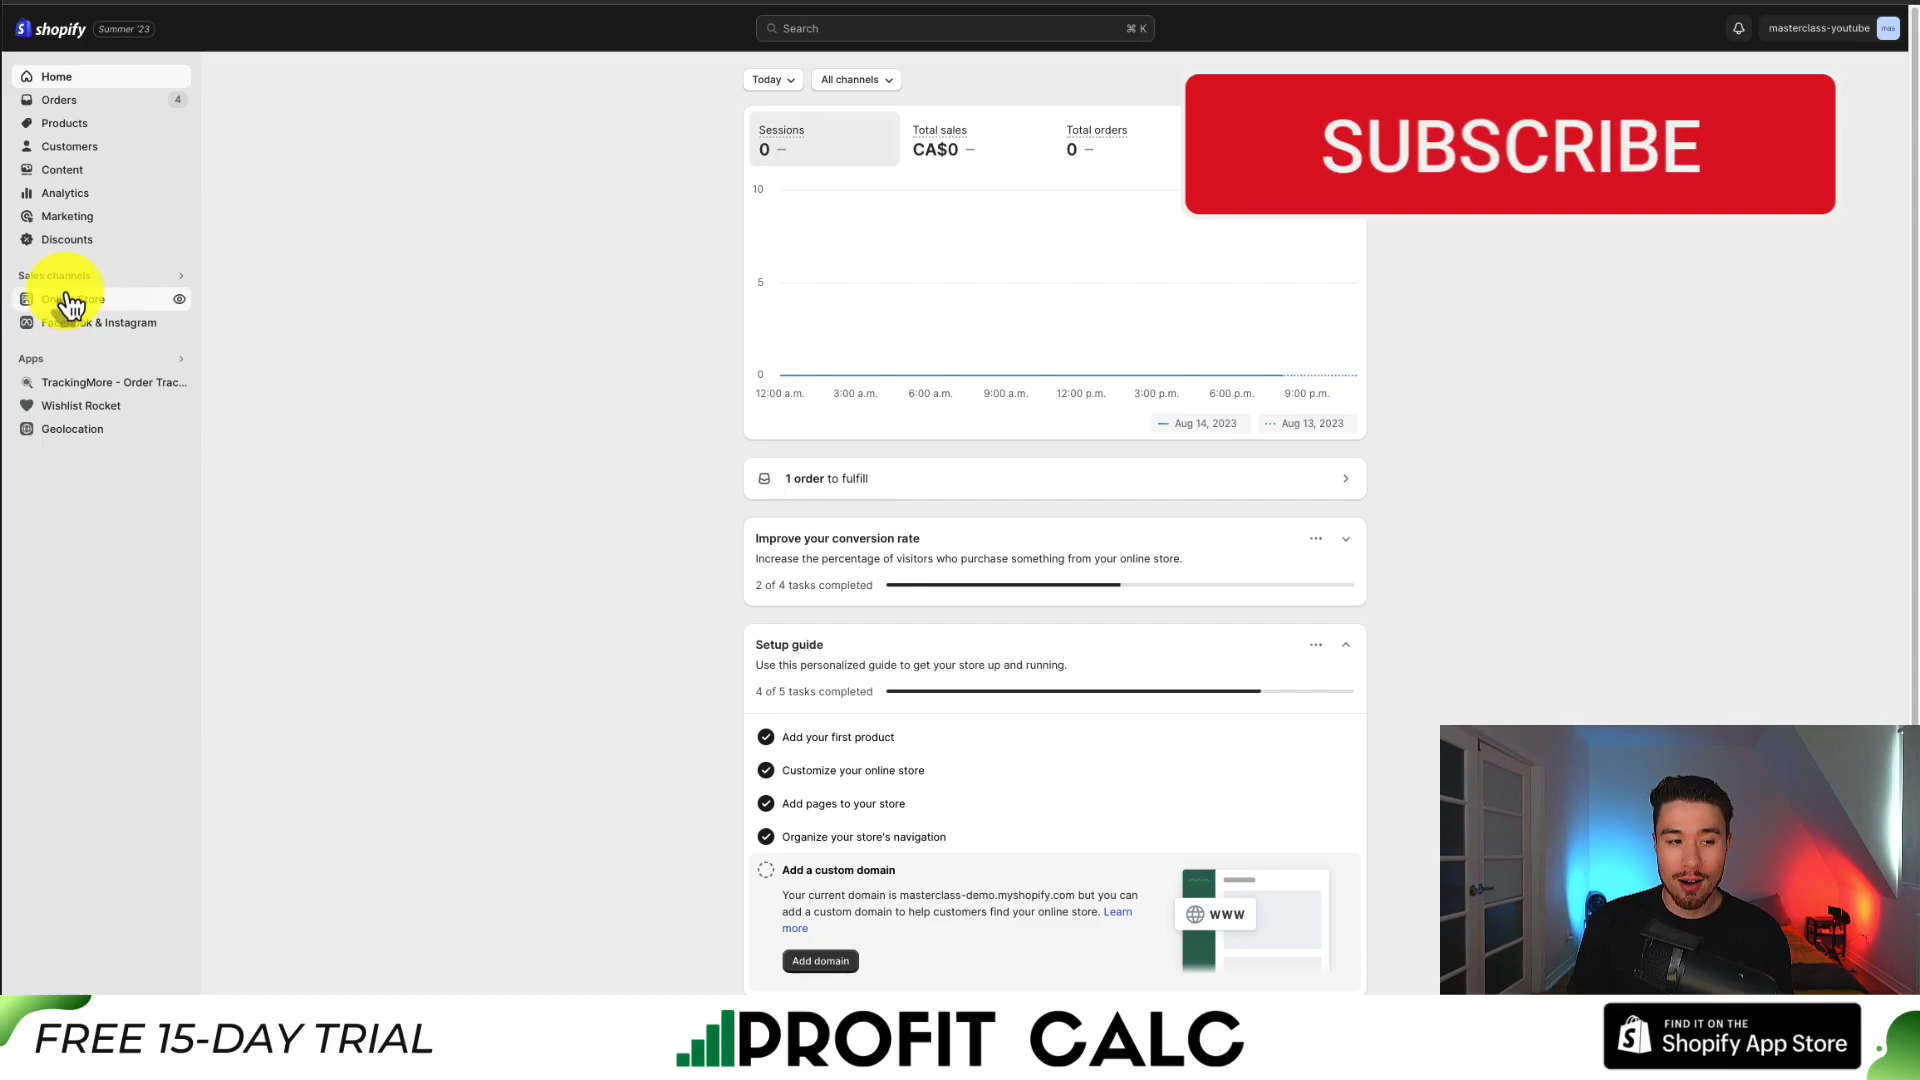 shopify
Summer '23
Search
⌘ K
masterclass-youtube
mas
Home
Orders
4
Products
Customers
Content
Analytics
Marketing
Discounts
Sales channels
Online Store
Facebook & Instagram
Apps
TrackingMore - Order Trac...
Wishlist Rocket
Geolocation
Today
All channels
Sessions
0 –
Total sales
CA$0 –
Total orders
0 –
SUBSCRIBE
10
5
0
12:00 a.m.
3:00 a.m.
6:00 a.m.
9:00 a.m.
12:00 p.m.
3:00 p.m.
6:00 p.m.
9:00 p.m.
Aug 14, 2023
Aug 13, 2023
1 order to fulfill
Improve your conversion rate
Increase the percentage of visitors who purchase something from your online store.
2 of 4 tasks completed
Setup guide
Use this personalized guide to get your store up and running.
4 of 5 tasks completed
Add your first product
Customize your online store
Add pages to your store
Organize your store's navigation
Add a custom domain
Your current domain is masterclass-demo.myshopify.com but you can
add a custom domain to help customers find your online store. Learn
more
Add domain
WWW
FREE 15-DAY TRIAL
PROFIT CALC
FIND IT ON THE
Shopify App Store